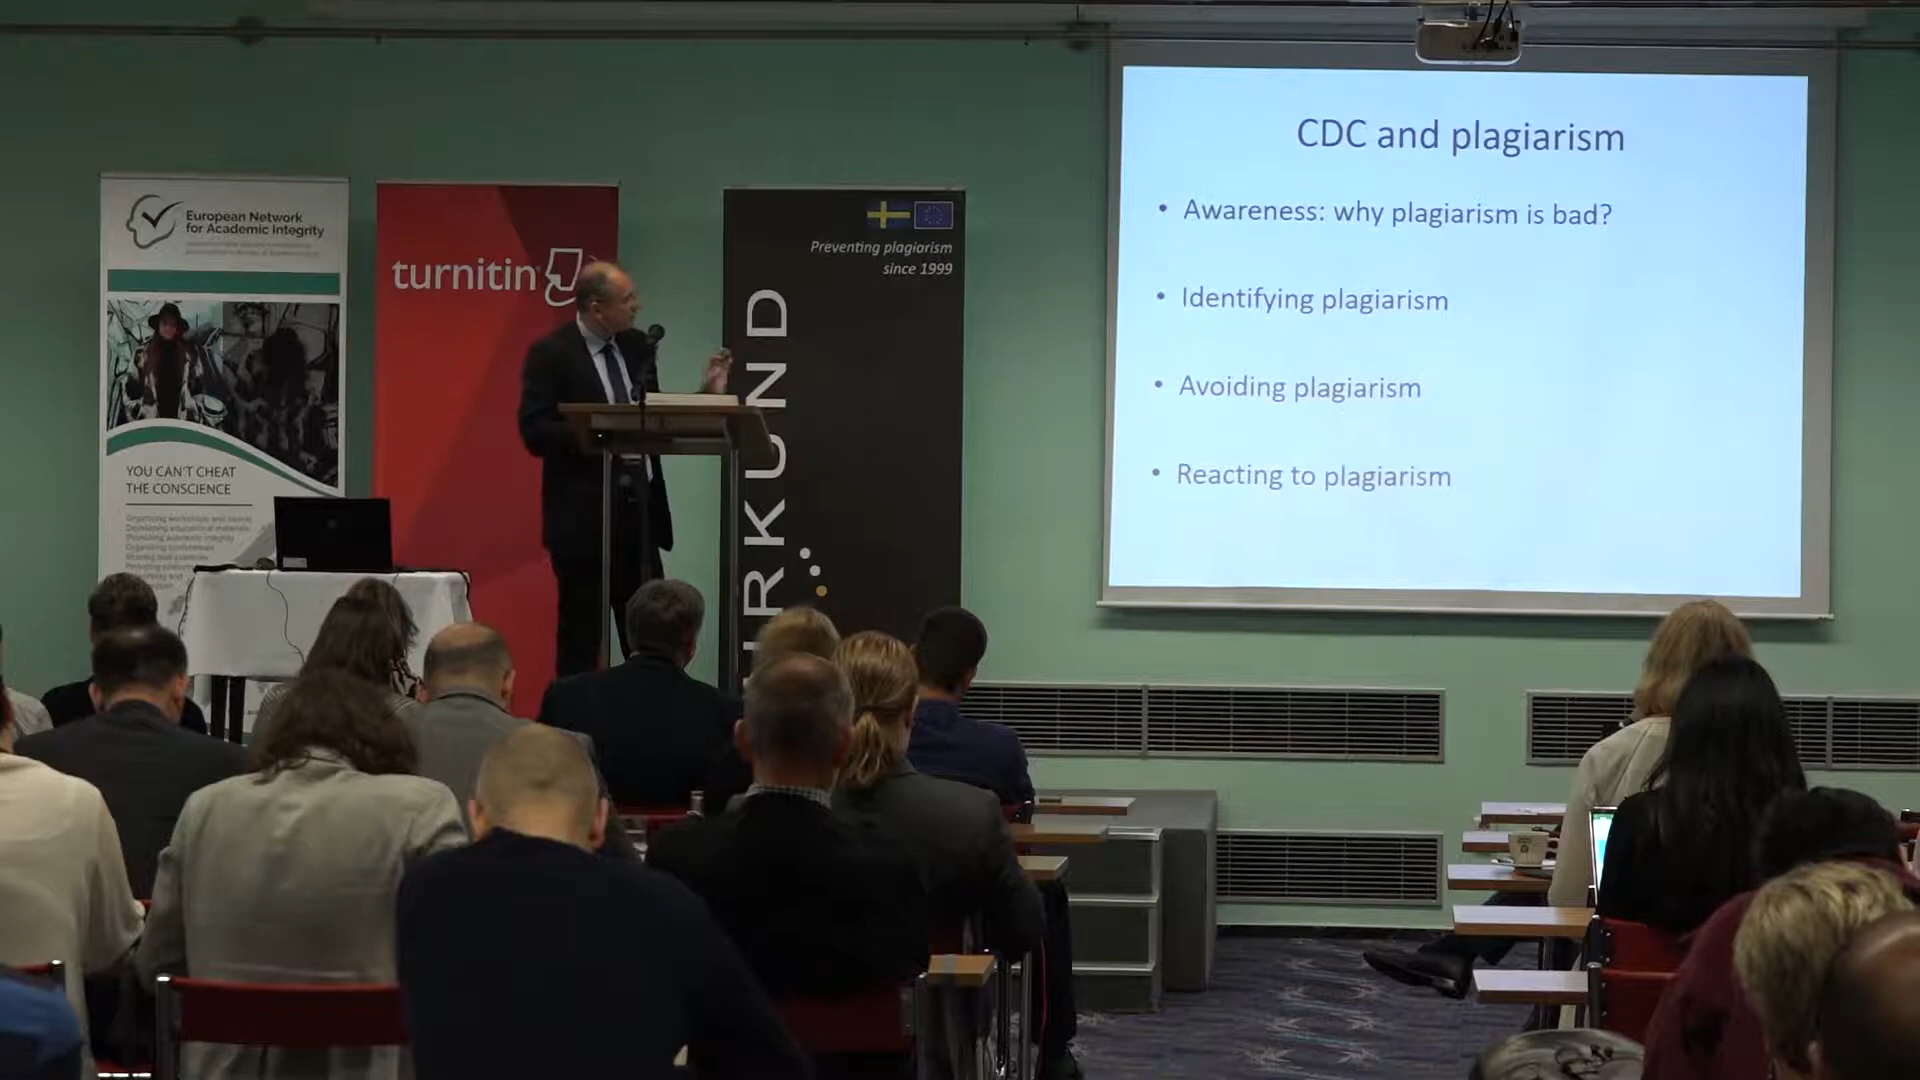 European Network
for Academic Integrity
YOU CAN'T CHEAT
THE CONSCIENCE
turnitin
Preventing plagiarism
since 1999
URKUND
CDC and plagiarism
• Awareness: why plagiarism is bad?
• Identifying plagiarism
• Avoiding plagiarism
• Reacting to plagiarism